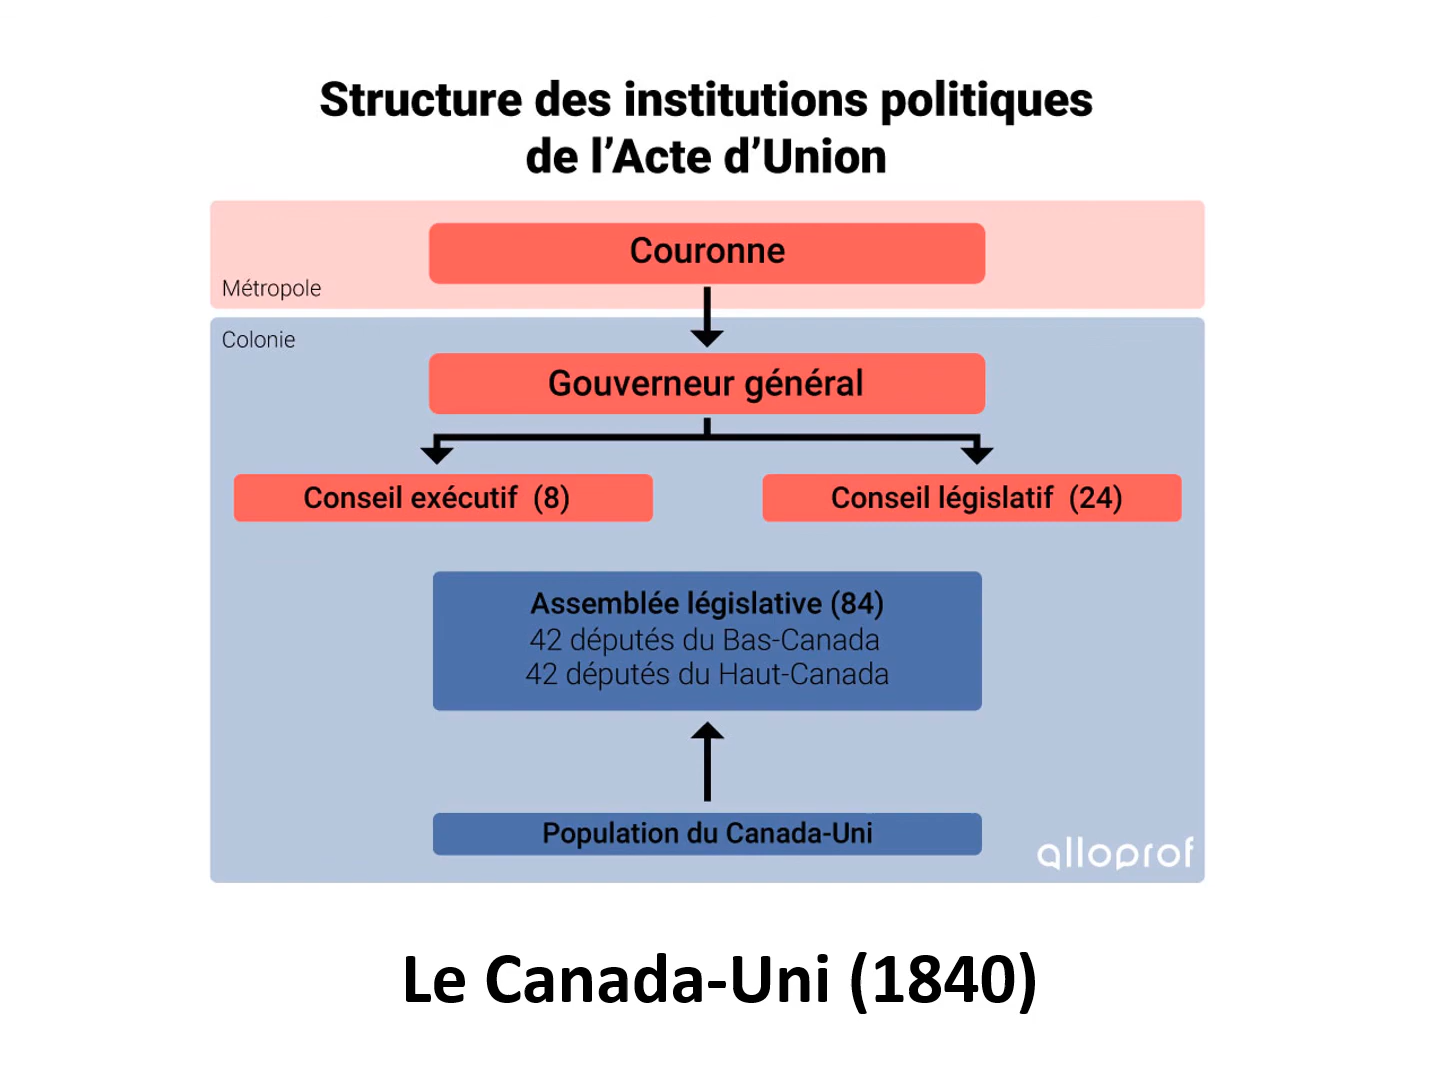 Structure des institutions politiques
de l’Acte d’Union
Couronne
Métropole
Colonie
Gouverneur général
Conseil exécutif (8)
Conseil législatif (24)
Assemblée législative (84)
42 députés du Bas-Canada
42 députés du Haut-Canada
Population du Canada-Uni
alloprof
Le Canada-Uni (1840)